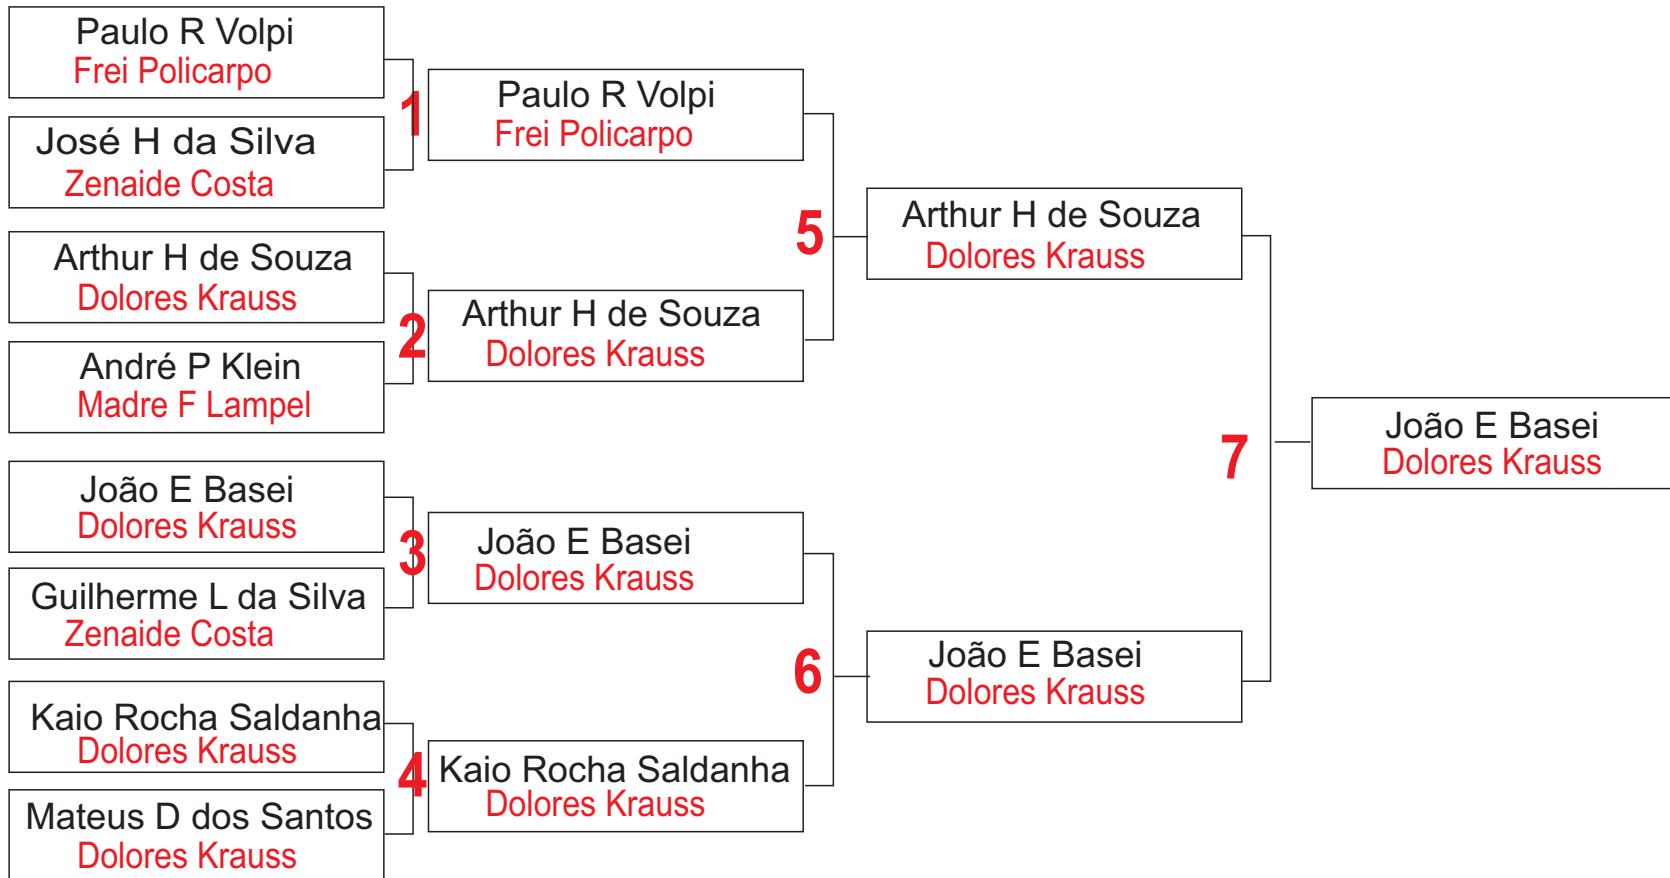 Paulo R Volpi
Frei Policarpo
José H da Silva
Zenaide Costa
Arthur H de Souza
Dolores Krauss
André P Klein
Madre F Lampel
João E Basei
Dolores Krauss
Guilherme L da Silva
Zenaide Costa
Kaio Rocha Saldanha
Dolores Krauss
Mateus D dos Santos
Dolores Krauss
1
2
3
4
Paulo R Volpi
Frei Policarpo
Arthur H de Souza
Dolores Krauss
João E Basei
Dolores Krauss
Kaio Rocha Saldanha
Dolores Krauss
5
6
Arthur H de Souza
Dolores Krauss
João E Basei
Dolores Krauss
7
João E Basei
Dolores Krauss